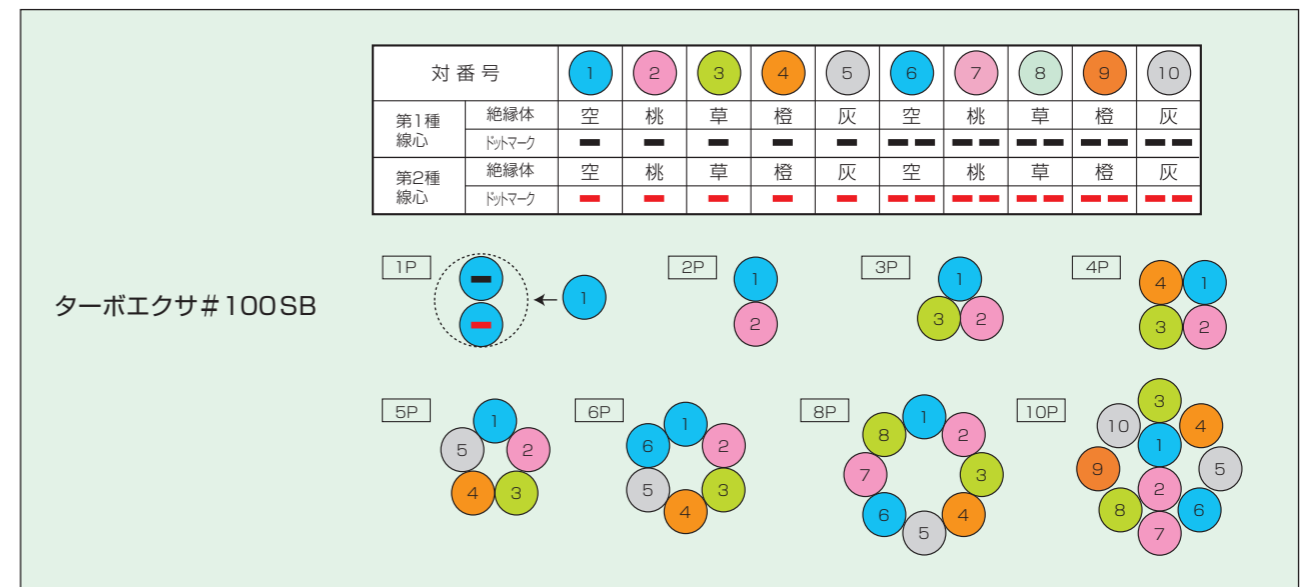 対番号 1 2 3 4 5 6 7 8 9 10
第1種線心 絶縁体 空 桃 草 橙 灰 空 桃 草 橙 灰
ドットマーク
第2種線心 絶縁体 空 桃 草 橙 灰 空 桃 草 橙 灰
ドットマーク
ターボエクサ#100SB
1P 1
2P 1 2
3P 1 3 2
4P 4 1 3 2
5P 1 5 2 4 3
6P 1 6 2 5 3 4
8P 1 8 2 7 3 6 4 5
10P 3 10 4 1 9 5 2 8 6 7